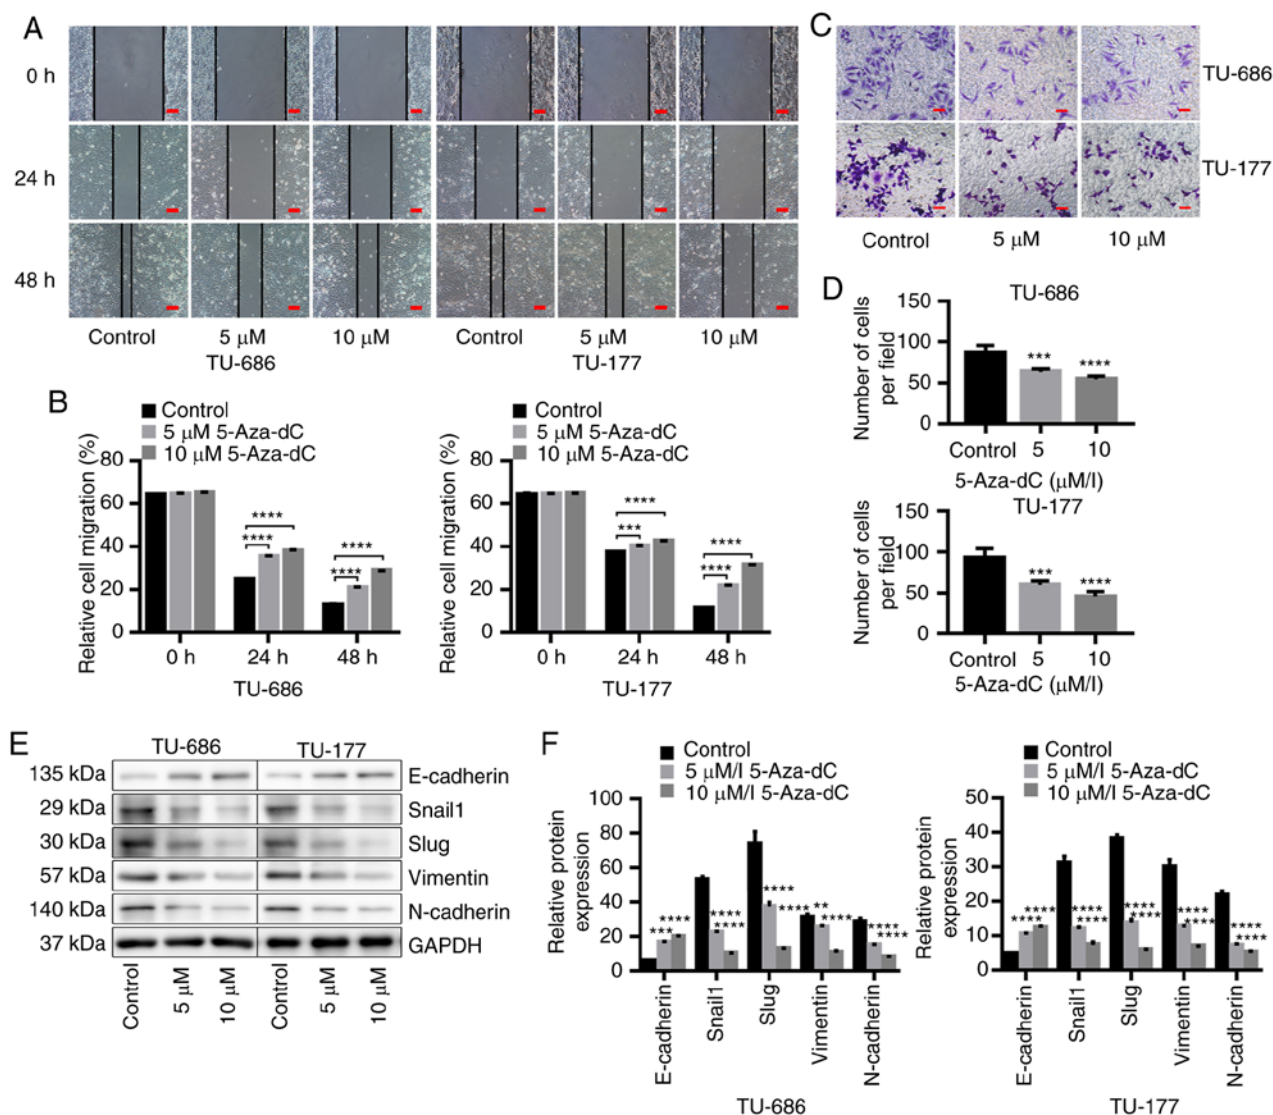 A
0 h
24 h
48 h
Control 5 μM 10 μM Control 5 μM 10 μM
TU-686 TU-177
B
Control
5 μM 5-Aza-dC
10 μM 5-Aza-dC
Relative cell migration (%)
80
60
40
20
0
****
****
****
****
0 h 24 h 48 h
TU-686
Control
5 μM 5-Aza-dC
10 μM 5-Aza-dC
Relative cell migration (%)
80
60
40
20
0
****
***
****
****
0 h 24 h 48 h
TU-177
C
TU-686
TU-177
Control 5 μM 10 μM
D
TU-686
Number of cells
per field
150
100
50
0
*** ****
Control 5 10
5-Aza-dC (μM/l)
TU-177
Number of cells
per field
150
100
50
0
*** ****
Control 5 10
5-Aza-dC (μM/l)
E
TU-686 TU-177
135 kDa E-cadherin
29 kDa Snail1
30 kDa Slug
57 kDa Vimentin
140 kDa N-cadherin
37 kDa GAPDH
Control 5 μM 10 μM Control 5 μM 10 μM
F
Control
5 μM/l 5-Aza-dC
10 μM/l 5-Aza-dC
Relative protein
expression
100
80
60
40
20
0
*** **** **** **** **** **** ** **** **** ****
E-cadherin Snail1 Slug Vimentin N-cadherin
TU-686
Control
5 μM/l 5-Aza-dC
10 μM/l 5-Aza-dC
Relative protein
expression
50
40
30
20
10
0
**** **** **** **** **** **** **** **** **** ****
E-cadherin Snail1 Slug Vimentin N-cadherin
TU-177